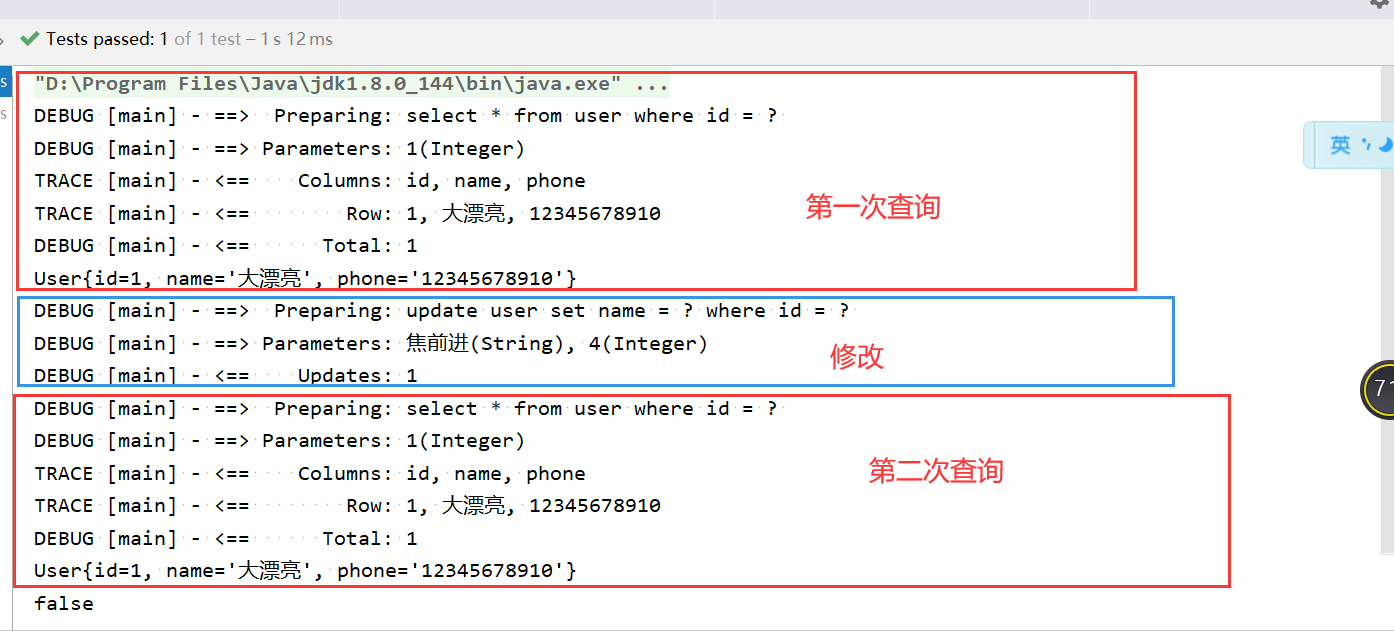 Tests passed: 1 of 1 test – 1 s 12 ms
"D:\Program Files\Java\jdk1.8.0_144\bin\java.exe" ...
DEBUG [main] - ==>  Preparing: select * from user where id = ?
DEBUG [main] - ==> Parameters: 1(Integer)
TRACE [main] - <==    Columns: id, name, phone
TRACE [main] - <==        Row: 1, 大漂亮, 12345678910
第一次查询
DEBUG [main] - <==      Total: 1
User{id=1, name='大漂亮', phone='12345678910'}
DEBUG [main] - ==>  Preparing: update user set name = ? where id = ?
DEBUG [main] - ==> Parameters: 焦前进(String), 4(Integer)
修改
DEBUG [main] - <==    Updates: 1
DEBUG [main] - ==>  Preparing: select * from user where id = ?
DEBUG [main] - ==> Parameters: 1(Integer)
TRACE [main] - <==    Columns: id, name, phone
第二次查询
TRACE [main] - <==        Row: 1, 大漂亮, 12345678910
DEBUG [main] - <==      Total: 1
User{id=1, name='大漂亮', phone='12345678910'}
false
英